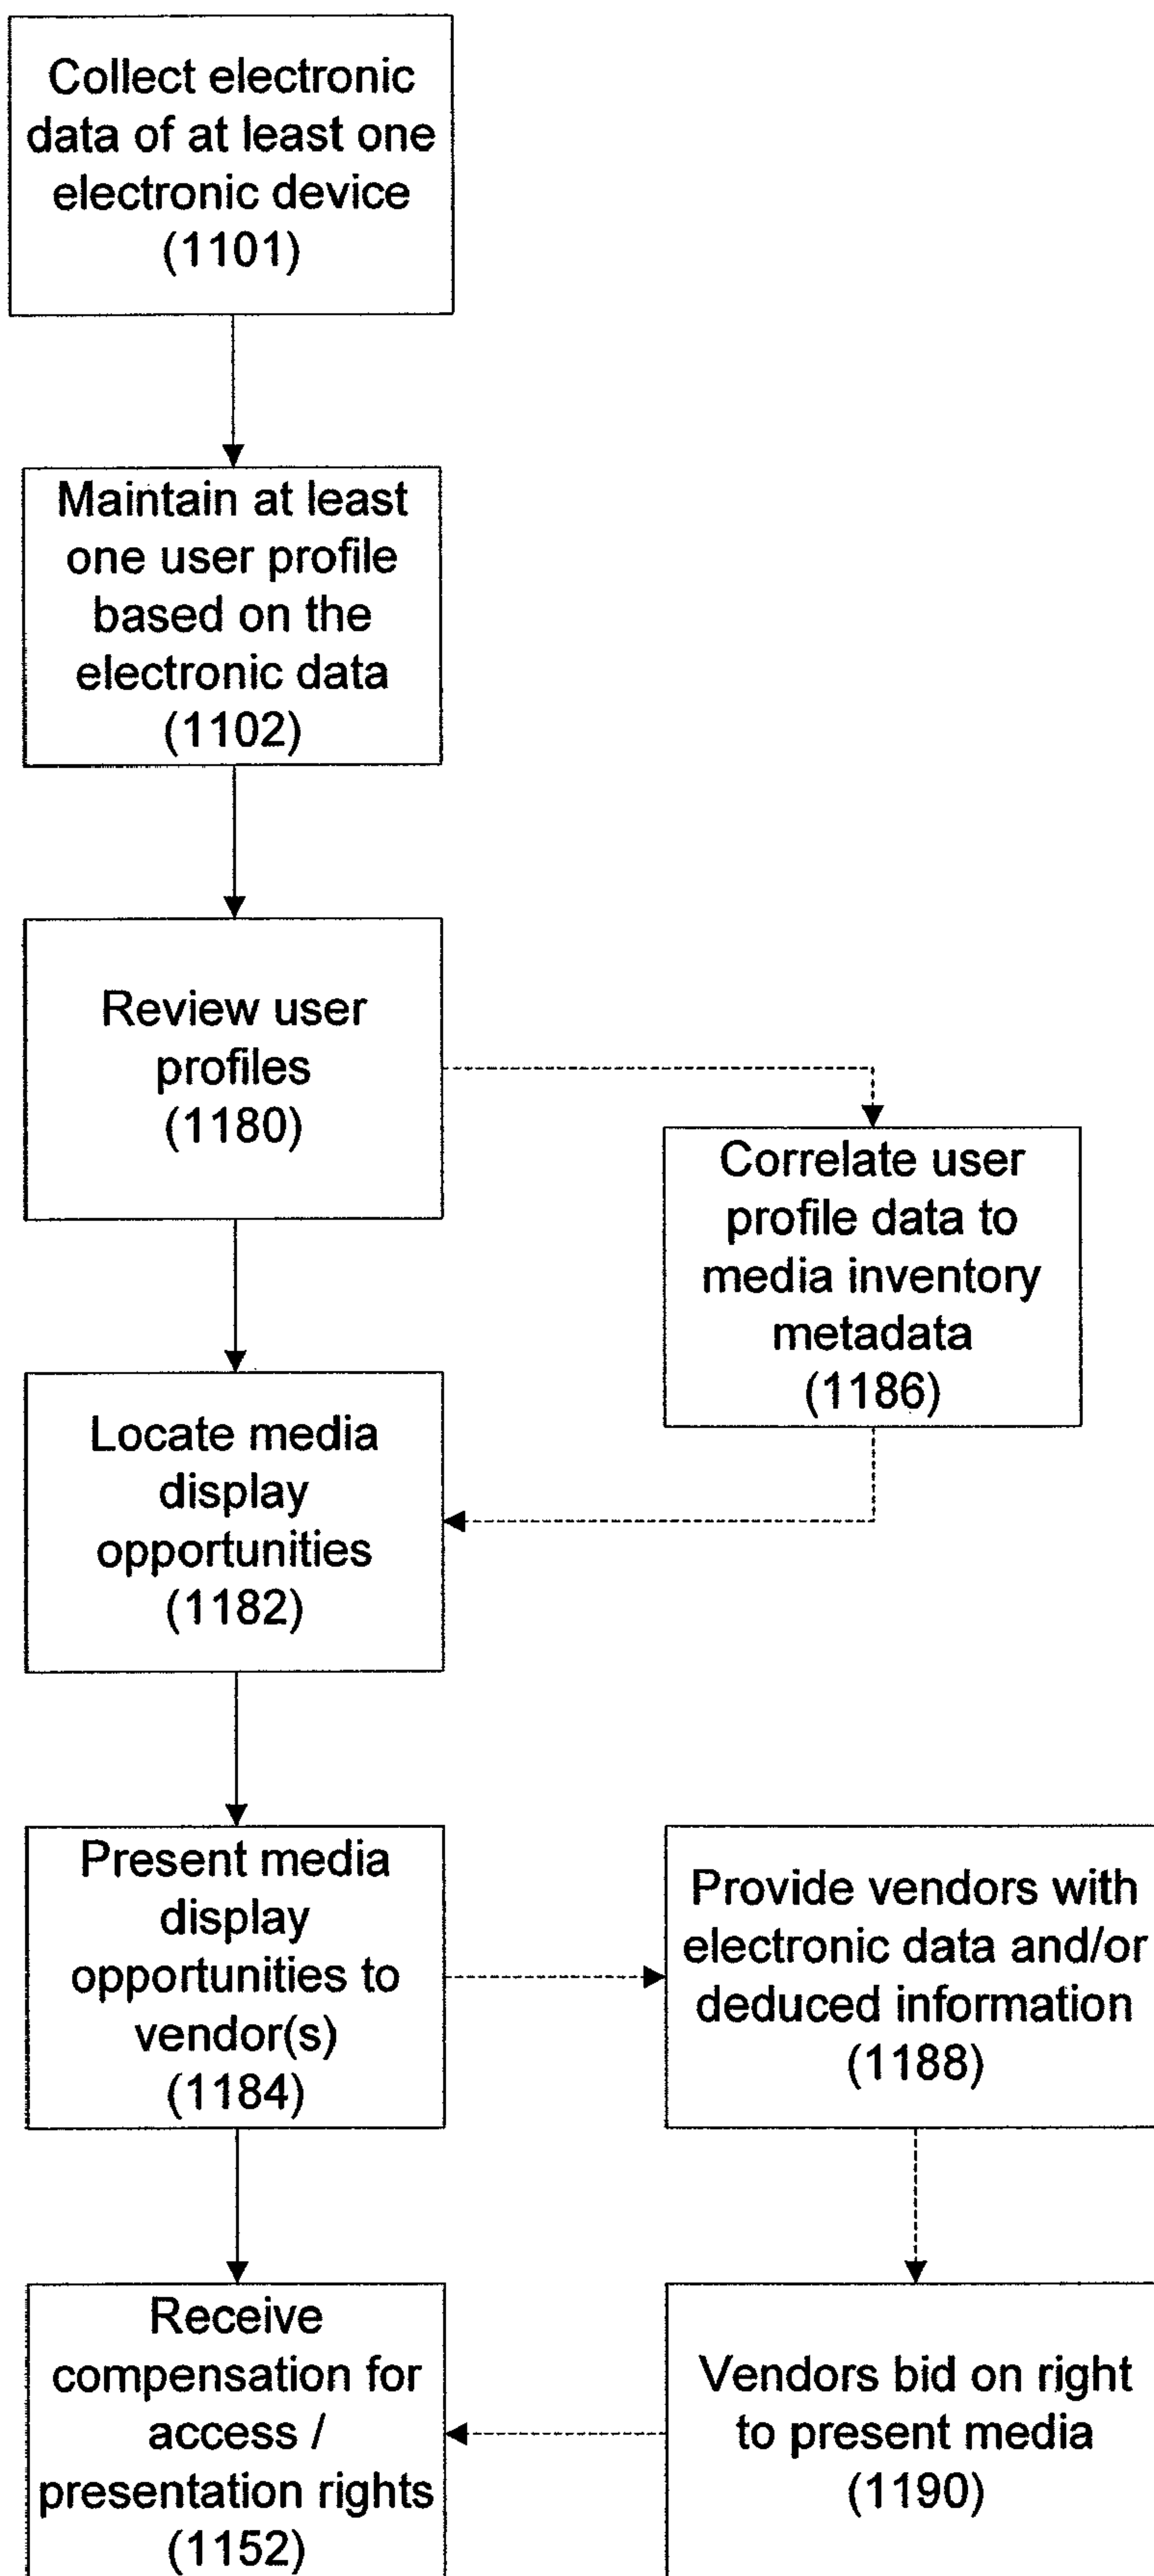 Collect electronic
data of at least one
electronic device
(1101)
Maintain at least
one user profile
based on the
electronic data
(1102)
Review user
profiles
(1180)
Correlate user
profile data to
media inventory
metadata
(1186)
Locate media
display
opportunities
(1182)
Present media
display
opportunities to
vendor(s)
(1184)
Provide vendors with
electronic data and/or
deduced information
(1188)
Receive
compensation for
access /
presentation rights
(1152)
Vendors bid on right
to present media
(1190)